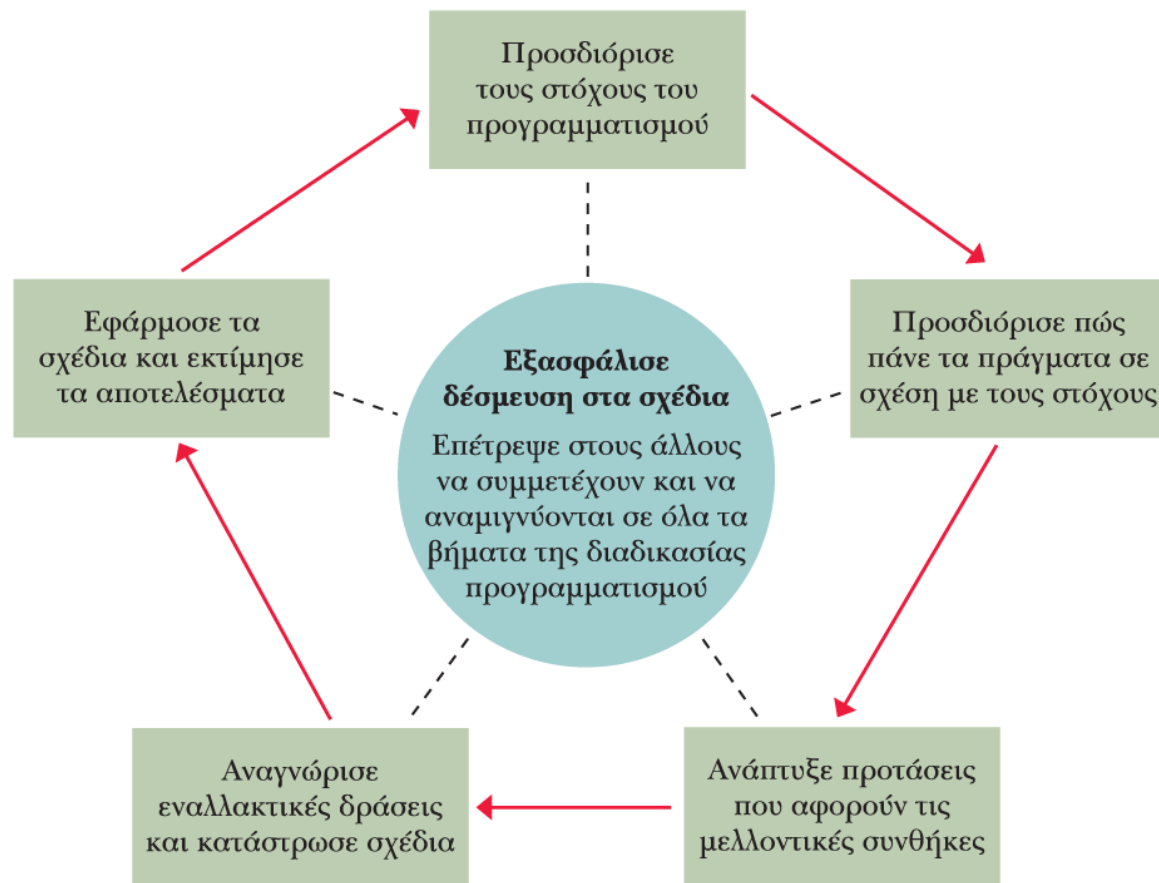 Προσδιόρισε
τους στόχους του
προγραμματισμού
Προσδιόρισε πώς
πάνε τα πράγματα σε
σχέση με τους στόχους
Ανάπτυξε προτάσεις
που αφορούν τις
μελλοντικές συνθήκες
Αναγνώρισε
εναλλακτικές δράσεις
και κατάστρωσε σχέδια
Εφάρμοσε τα
σχέδια και εκτίμησε
τα αποτελέσματα
Εξασφάλισε
δέσμευση στα σχέδια
Επέτρεψε στους άλλους
να συμμετέχουν και να
αναμιγνύονται σε όλα τα
βήματα της διαδικασίας
προγραμματισμού